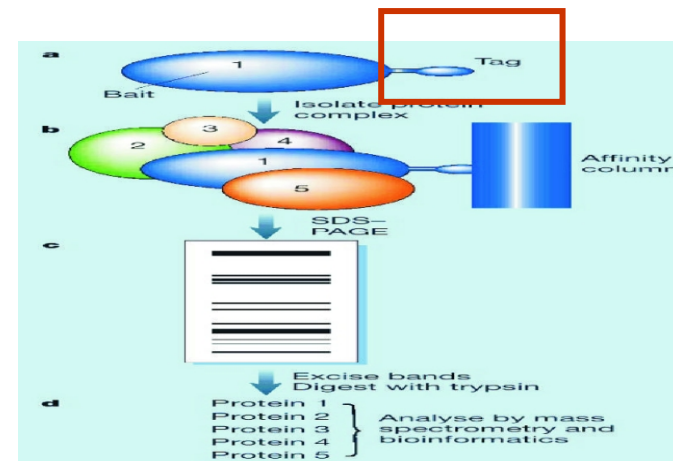 a
1
Tag
Bait
Isolate protein
complex
b
3
2
4
1
5
Affinity
column
SDS–
PAGE
c
Excise bands
Digest with trypsin
d
Protein 1
Protein 2
Protein 3
Protein 4
Protein 5
Analyse by mass
spectrometry and
bioinformatics